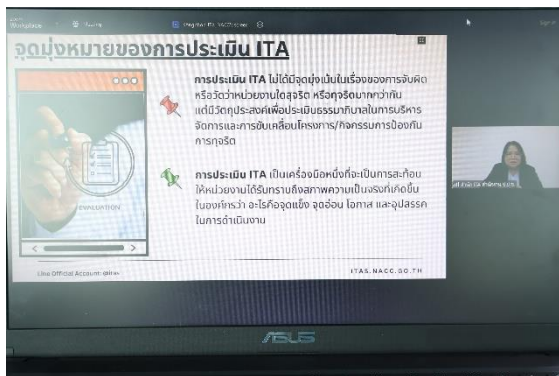 Workplace
จุดมุ่งหมายของการประเมิน ITA
การประเมิน ITA ไม่ได้มีจุดมุ่งเน้นในเรื่องของการจับผิด
หรือวัดว่าหน่วยงานใดสุจริต หรือทุจริตมากกว่ากัน
แต่มีวัตถุประสงค์เพื่อประเมินธรรมาภิบาลในการบริหาร
จัดการและการขับเคลื่อนโครงการ/กิจกรรมการป้องกัน
การทุจริต
EVALUATION
การประเมิน ITA เป็นเครื่องมือหนึ่งที่จะเป็นการสะท้อน
ให้หน่วยงานได้รับทราบถึงสภาพความเป็นจริงที่เกิดขึ้น
ในองค์กรว่า อะไรคือจุดแข็ง จุดอ่อน โอกาส และอุปสรรค
ในการดำเนินงาน
Line Official Account: @itas
ITAS.NACC.GO.TH
ASUS